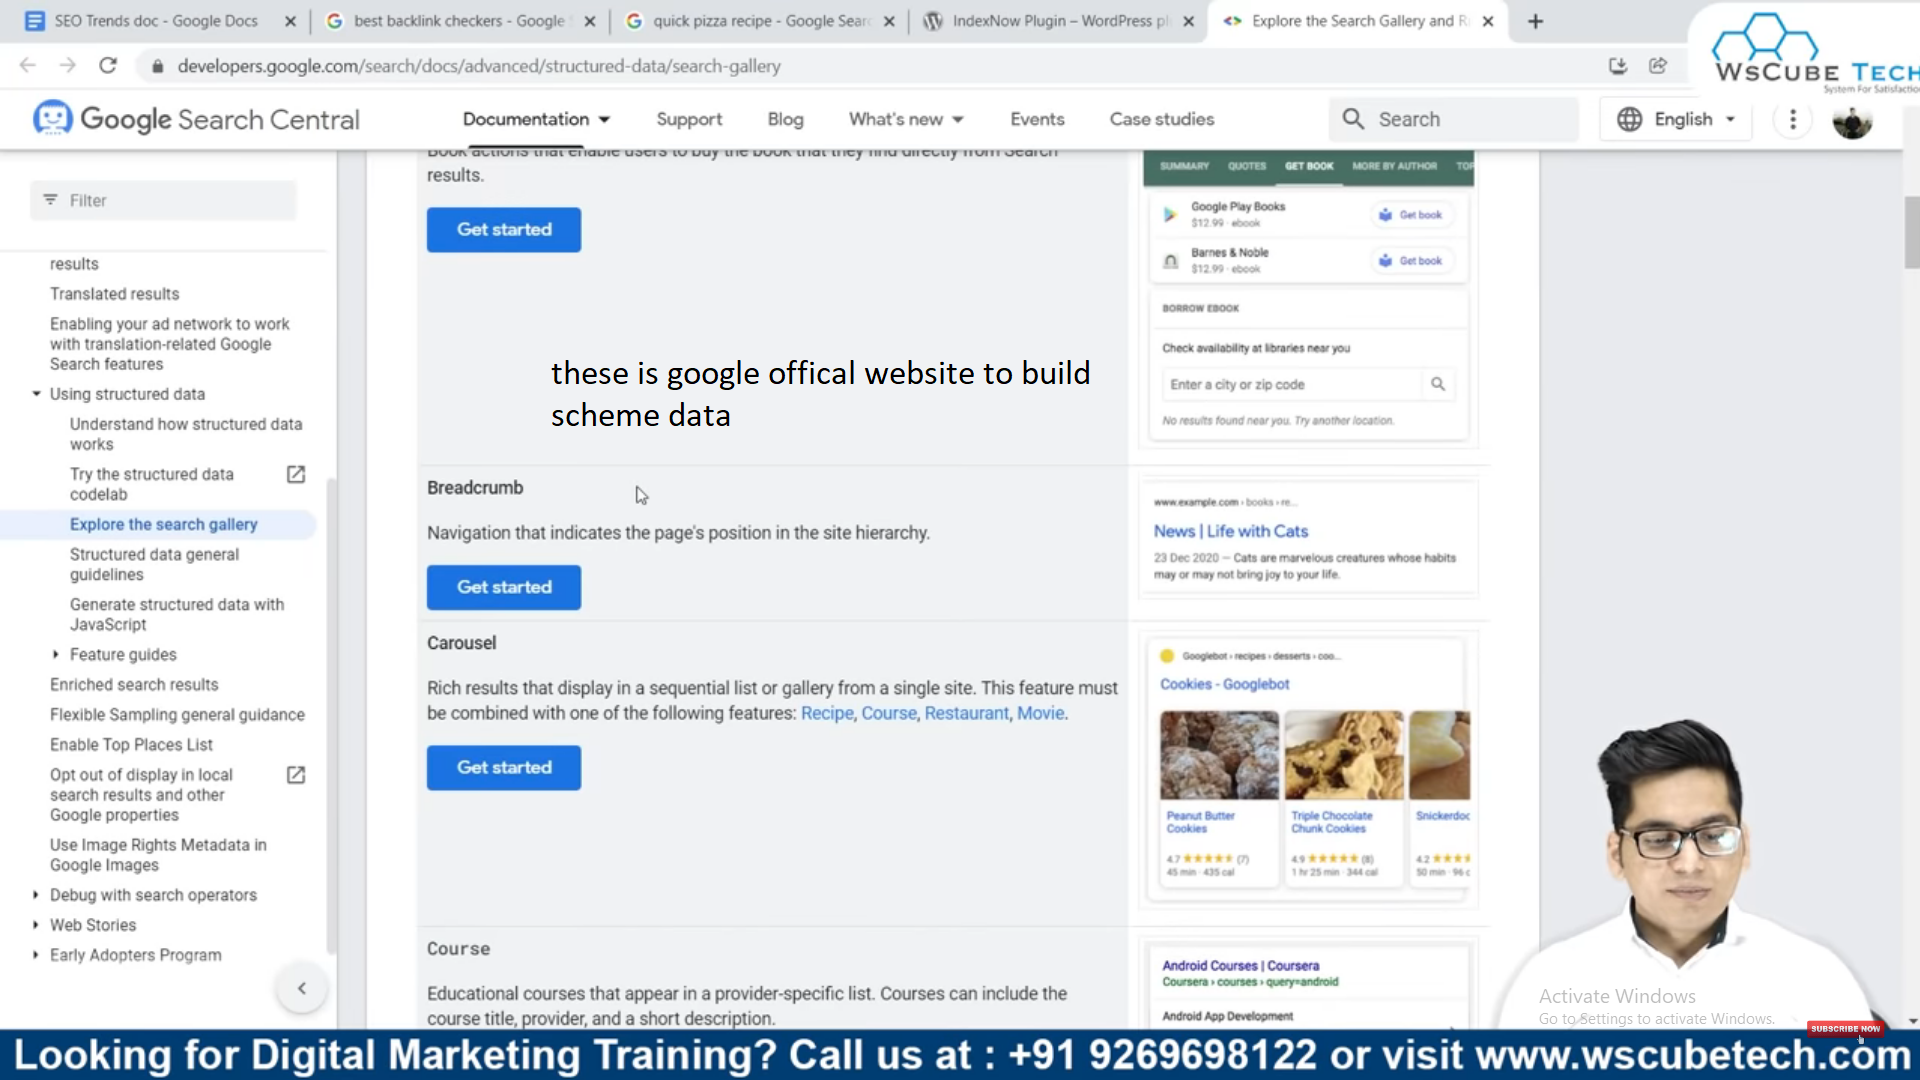 SEO Trends doc - Google Docs
best backlink checkers - Google
quick pizza recipe - Google Sear
IndexNow Plugin – WordPress pl
Explore the Search Gallery and R
developers.google.com/search/docs/advanced/structured-data/search-gallery
WsCube Tech
System For Satisfaction
Google Search Central
Documentation
Support
Blog
What's new
Events
Case studies
Search
English
Filter
results
Translated results
Enabling your ad network to work
with translation-related Google
Search features
Using structured data
Understand how structured data
works
Try the structured data
codelab
Explore the search gallery
Structured data general
guidelines
Generate structured data with
JavaScript
Feature guides
Enriched search results
Flexible Sampling general guidance
Enable Top Places List
Opt out of display in local
search results and other
Google properties
Use Image Rights Metadata in
Google Images
Debug with search operators
Web Stories
Early Adopters Program
Book actions that enable users to buy the book that they find directly from Search
results.
Get started
these is google offical website to build
scheme data
Breadcrumb
Navigation that indicates the page's position in the site hierarchy.
Get started
Carousel
Rich results that display in a sequential list or gallery from a single site. This feature must
be combined with one of the following features: Recipe, Course, Restaurant, Movie.
Get started
Course
Educational courses that appear in a provider-specific list. Courses can include the
course title, provider, and a short description.
SUMMARY QUOTES GET BOOK MORE BY AUTHOR TOP
Google Play Books
$12.99 · ebook
Get book
Barnes & Noble
$12.99 · ebook
Get book
BORROW EBOOK
Check availability at libraries near you
Enter a city or zip code
No results found near you. Try another location.
www.example.com › books › re...
News | Life with Cats
23 Dec 2020 — Cats are marvelous creatures whose habits
may or may not bring joy to your life.
Googlebot › recipes › desserts › coo...
Cookies - Googlebot
Peanut Butter
Cookies
4.7 ★★★★★ (7)
45 min · 435 cal
Triple Chocolate
Chunk Cookies
4.9 ★★★★★ (8)
1 hr 25 min · 344 cal
Snickerdoo
4.2 ★★★★
50 min · 96 c
Android Courses | Coursera
Coursera › courses › query=android
Android App Development
Activate Windows
Go to Settings to activate Windows.
SUBSCRIBE NOW
Looking for Digital Marketing Training? Call us at : +91 9269698122 or visit www.wscubetech.com